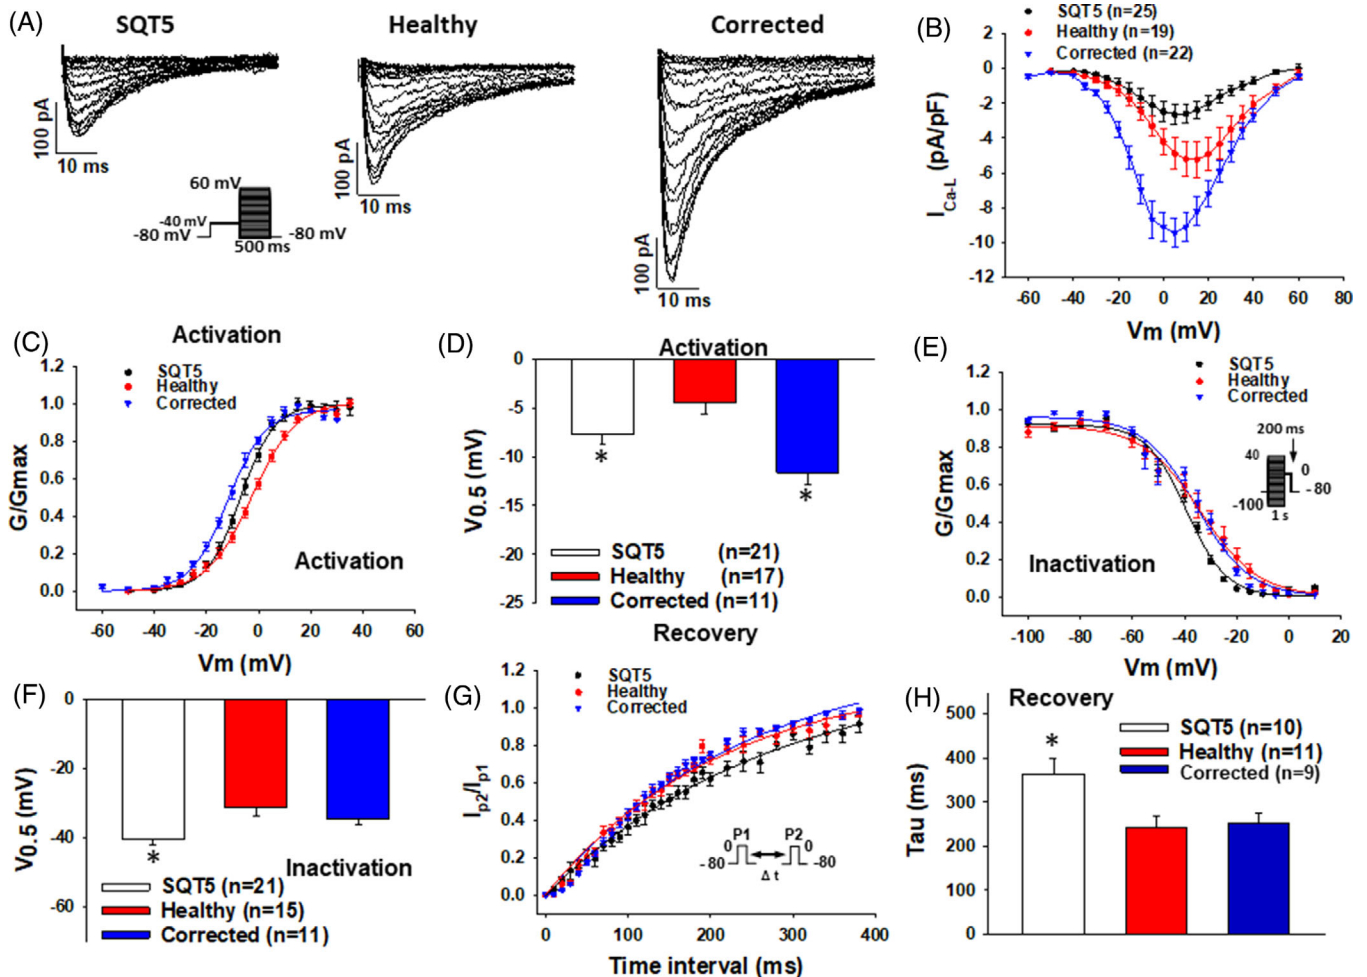 (A)
SQT5
Healthy
Corrected
100 pA
10 ms
100 pA
10 ms
100 pA
10 ms
60 mV
-40 mV
-80 mV
-80 mV
500 ms
(B)
SQT5 (n=25)
Healthy (n=19)
Corrected (n=22)
2
0
-2
-4
-6
-8
-10
-12
I Ca-L (pA/pF)
-60 -40 -20 0 20 40 60 80
Vm (mV)
(C)
Activation
SQT5
Healthy
Corrected
1.2
1.0
0.8
0.6
0.4
0.2
0.0
G/Gmax
Activation
-60 -40 -20 0 20 40 60
Vm (mV)
(D)
Activation
0
-5
-10
-15
-20
-25
V0.5 (mV)
*
*
SQT5 (n=21)
Healthy (n=17)
Corrected (n=11)
(E)
SQT5
Healthy
Corrected
1.2
1.0
0.8
0.6
0.4
0.2
0.0
G/Gmax
200 ms
40
0
-80
-100
1 s
Inactivation
-100 -80 -60 -40 -20 0 20
Vm (mV)
(F)
0
-20
-40
-60
V0.5 (mV)
*
Inactivation
SQT5 (n=21)
Healthy (n=15)
Corrected (n=11)
(G)
Recovery
SQT5
Healthy
Corrected
1.2
1.0
0.8
0.6
0.4
0.2
0.0
Ip2/Ip1
P1 P2
0 0
-80 -80
Δ t
0 100 200 300 400
Time interval (ms)
(H)
Recovery
500
400
300
200
100
0
Tau (ms)
*
SQT5 (n=10)
Healthy (n=11)
Corrected (n=9)